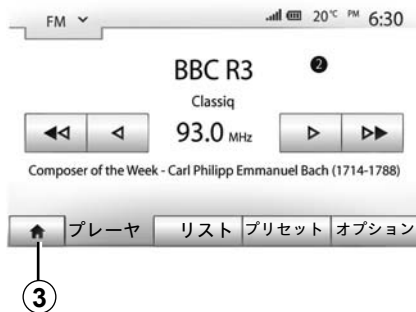 FM 20°C PM 6:30
BBC R3 2
Classiq
93.0 MHz
Composer of the Week - Carl Philipp Emmanuel Bach (1714-1788)
プレーヤ リスト プリセット オプション
3